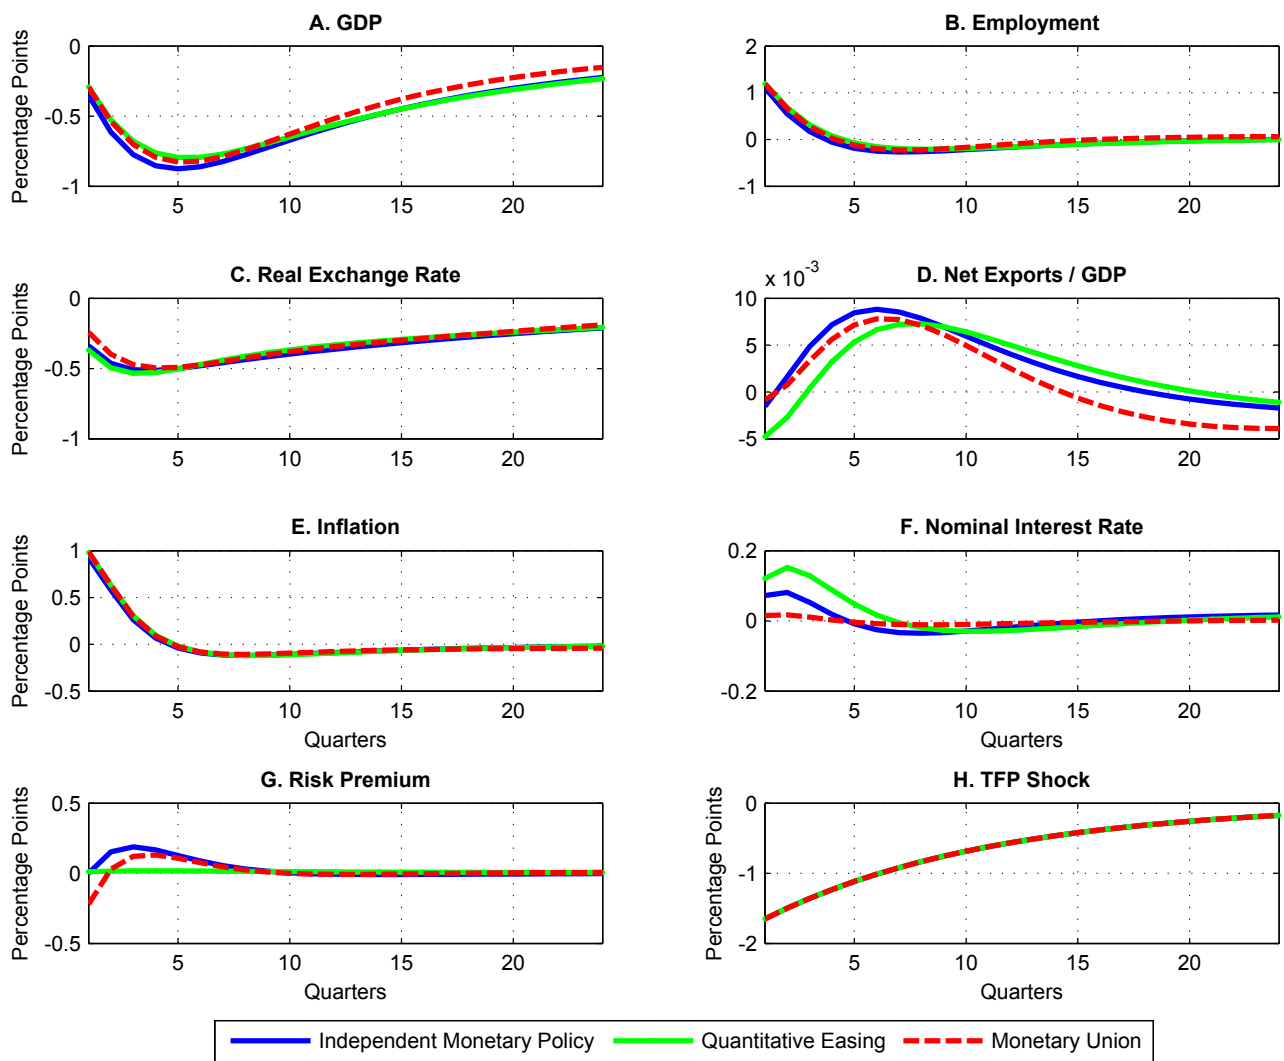 A. GDP
Percentage Points
0
-0.5
-1
5
10
15
20
B. Employment
2
1
0
-1
5
10
15
20
C. Real Exchange Rate
Percentage Points
0
-0.5
-1
5
10
15
20
D. Net Exports / GDP
x 10-3
10
5
0
-5
5
10
15
20
E. Inflation
Percentage Points
1
0.5
0
-0.5
5
10
15
20
Quarters
F. Nominal Interest Rate
0.2
0
-0.2
5
10
15
20
Quarters
G. Risk Premium
Percentage Points
0.5
0
-0.5
5
10
15
20
Quarters
H. TFP Shock
Percentage Points
0
-1
-2
5
10
15
20
Quarters
Independent Monetary Policy
Quantitative Easing
Monetary Union